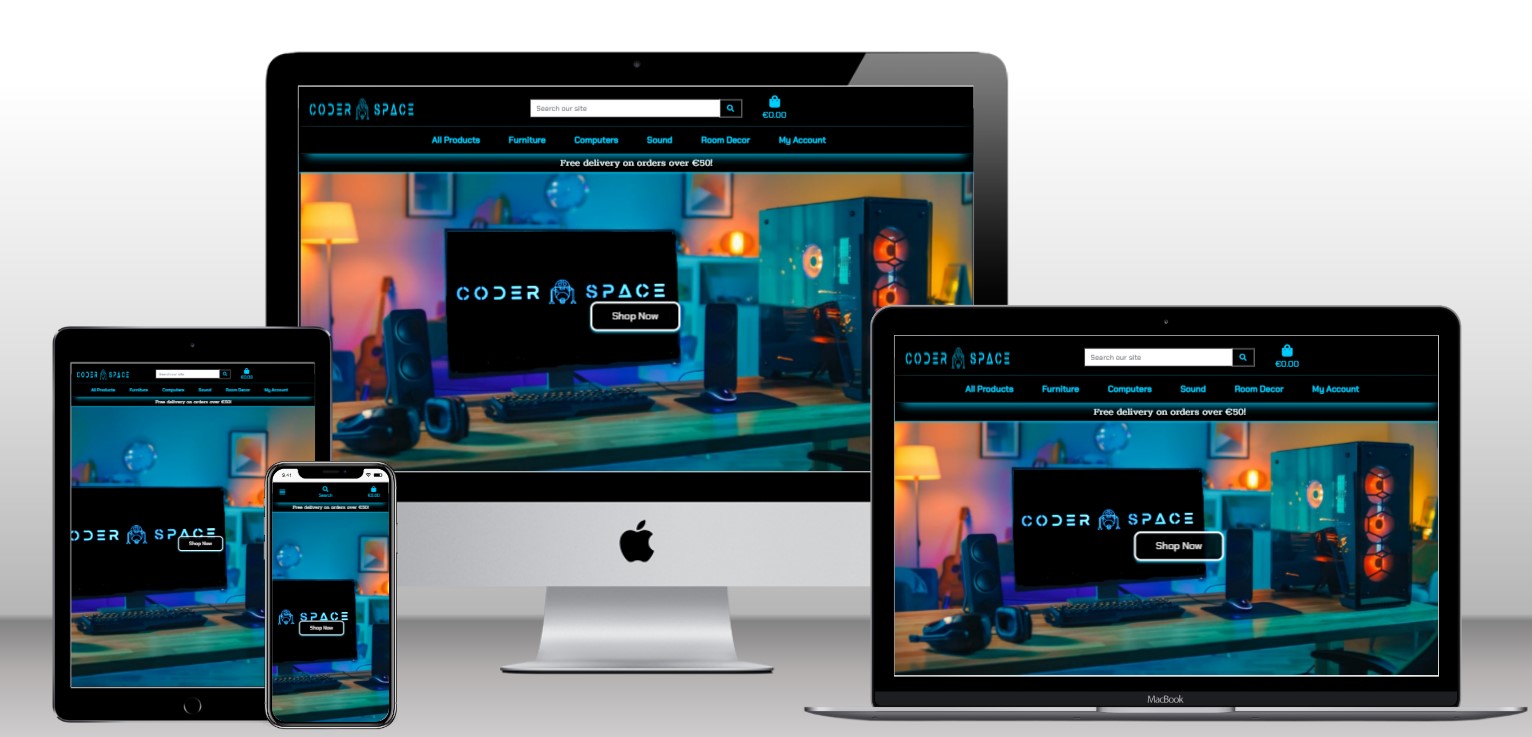 CODER SPACE
Search our site
€0.00
All Products Furniture Computers Sound Room Decor My Account
Free delivery on orders over €50!
CODER SPACE
Shop Now
CODER SPACE
Search our site
€0.00
All Products Furniture Computers Sound Room Decor My Account
Free delivery on orders over €50!
CODER SPACE
Shop Now
MacBook
CODER SPACE
Search our site
€0.00
All Products Furniture Computers Sound Room Decor My Account
Free delivery on orders over €50!
ODER SPACE
Shop Now
9:41
Search
€0.00
Free delivery on orders over €50!
SPACE
Shop Now